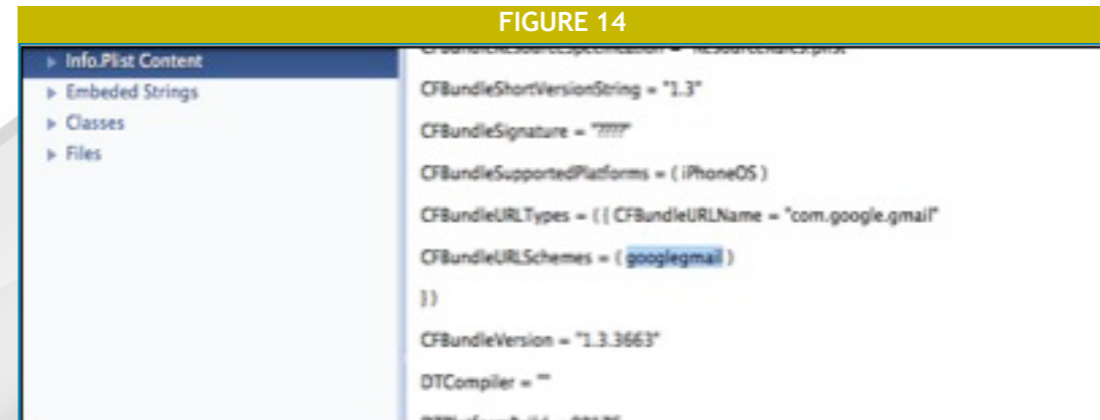 FIGURE 14
Info.Plist Content
Embeded Strings
Classes
Files
CFBundleShortVersionString = "1.3"
CFBundleSignature = "????"
CFBundleSupportedPlatforms = ( iPhoneOS )
CFBundleURLTypes = ( { CFBundleURLName = "com.google.gmail"
CFBundleURLSchemes = ( googlegmail )
} )
CFBundleVersion = "1.3.3663"
DTCompiler = ""